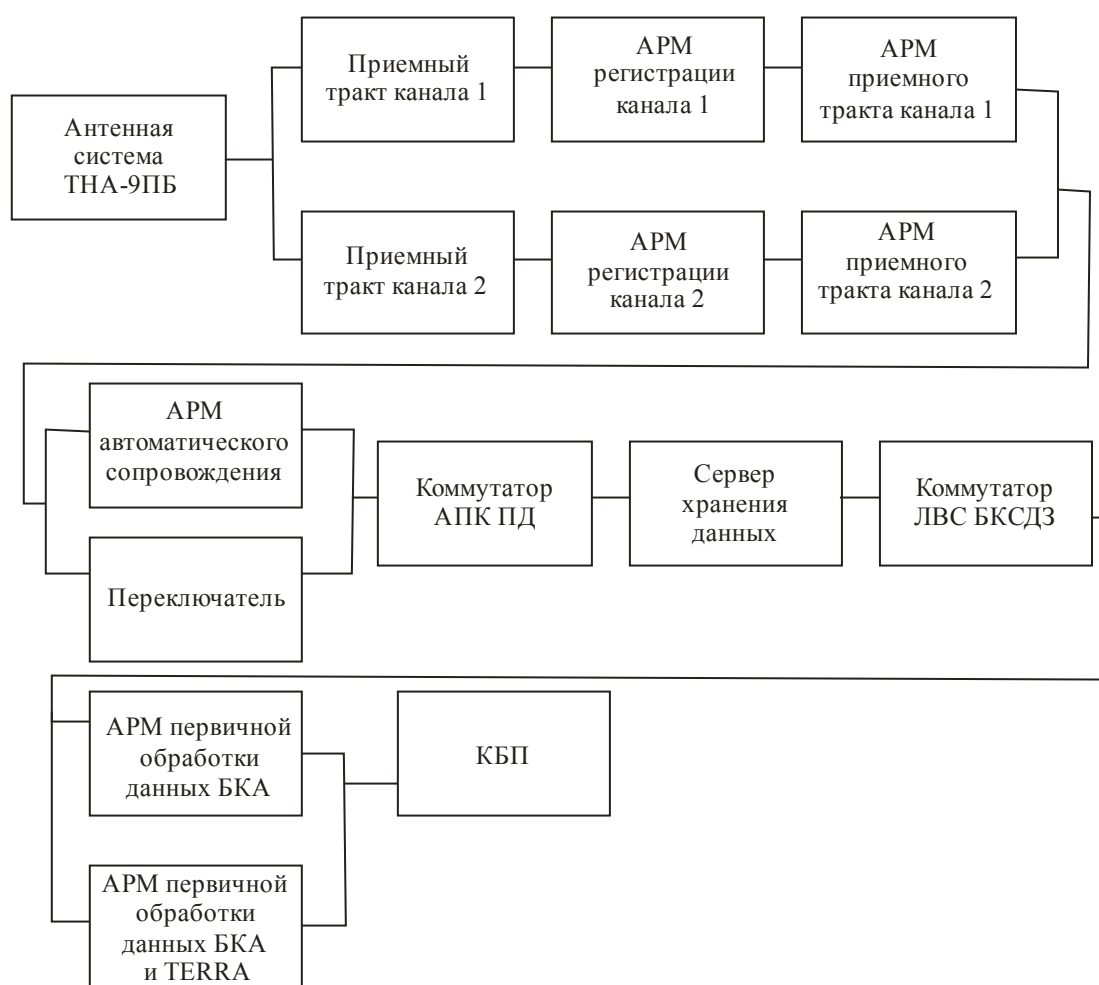 Антенная
система
ТНА-9ПБ
Приемный
тракт канала 1
АРМ
регистрации
канала 1
АРМ
приемного
тракта канала 1
Приемный
тракт канала 2
АРМ
регистрации
канала 2
АРМ
приемного
тракта канала 2
АРМ
автоматического
сопровождения
Переключатель
Коммутатор
АПК ПД
Сервер
хранения
данных
Коммутатор
ЛВС БКСДЗ
АРМ первичной
обработки
данных БКА
КБП
АРМ первичной
обработки
данных БКА
и TERRA